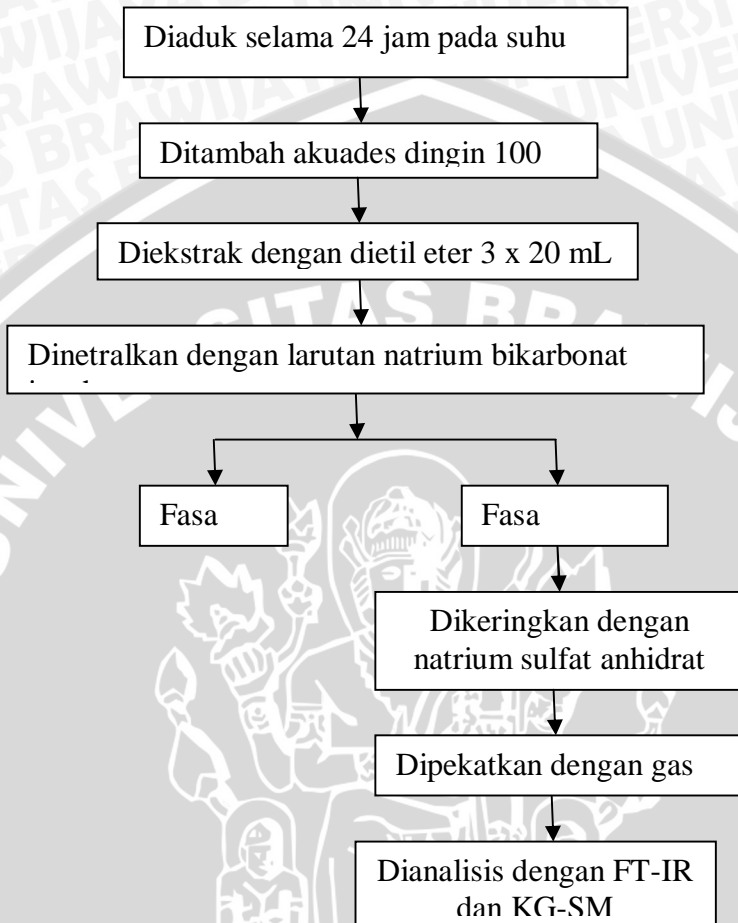 Diaduk selama 24 jam pada suhu
Ditambah akuades dingin 100
Diekstrak dengan dietil eter 3 x 20 mL
Dinetralkan dengan larutan natrium bikarbonat
Fasa
Fasa
Dikeringkan dengan
natrium sulfat anhidrat
Dipekatkan dengan gas
Dianalisis dengan FT-IR
dan KG-SM